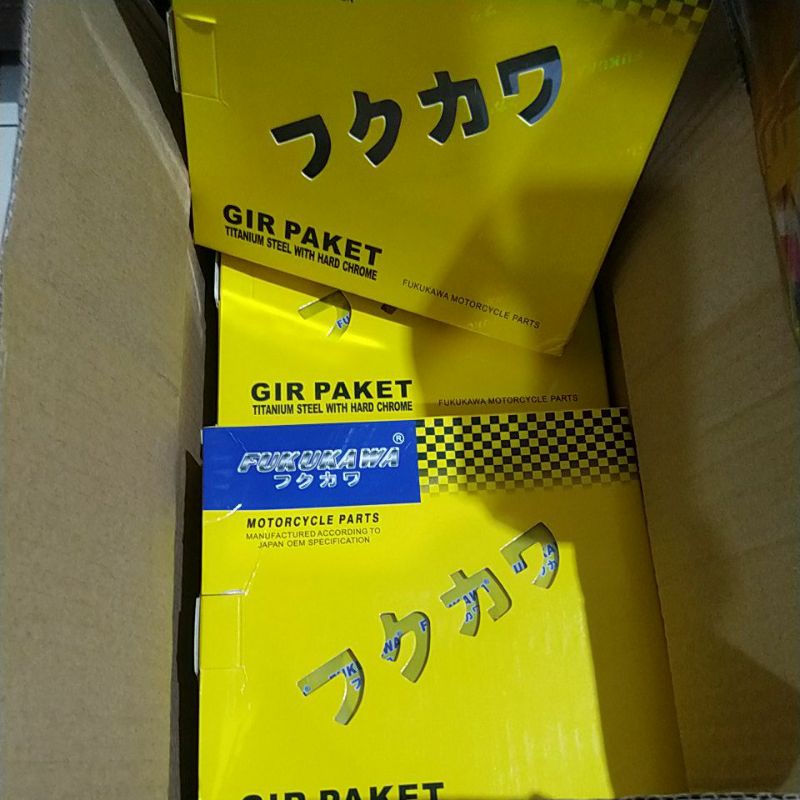 フクカワ
GIR PAKET
TITANIUM STEEL WITH HARD CHROME
FUKUKAWA MOTORCYCLE PARTS
フ
GIR PAKET
TITANIUM STEEL WITH HARD CHROME
FUKUKAWA MOTORCYCLE PARTS
FUKUKAWA®
フクカワ
MOTORCYCLE PARTS
MANUFACTURED ACCORDING TO
JAPAN OEM SPECIFICATION
フクカワ
GIR PAKET